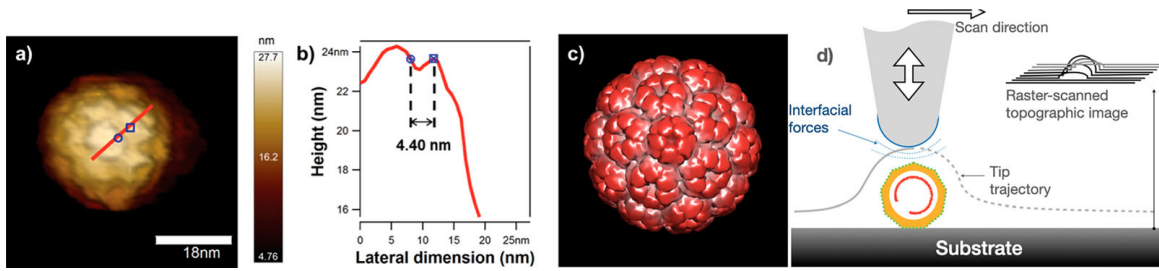 a)
nm
27.7
16.2
4.76
18nm
b)
24nm
22
20
18
16
Height (nm)
4.40 nm
0 5 10 15 20 25nm
Lateral dimension (nm)
c)
d)
Scan direction
Interfacial
forces
Raster-scanned
topographic image
Tip
trajectory
Substrate